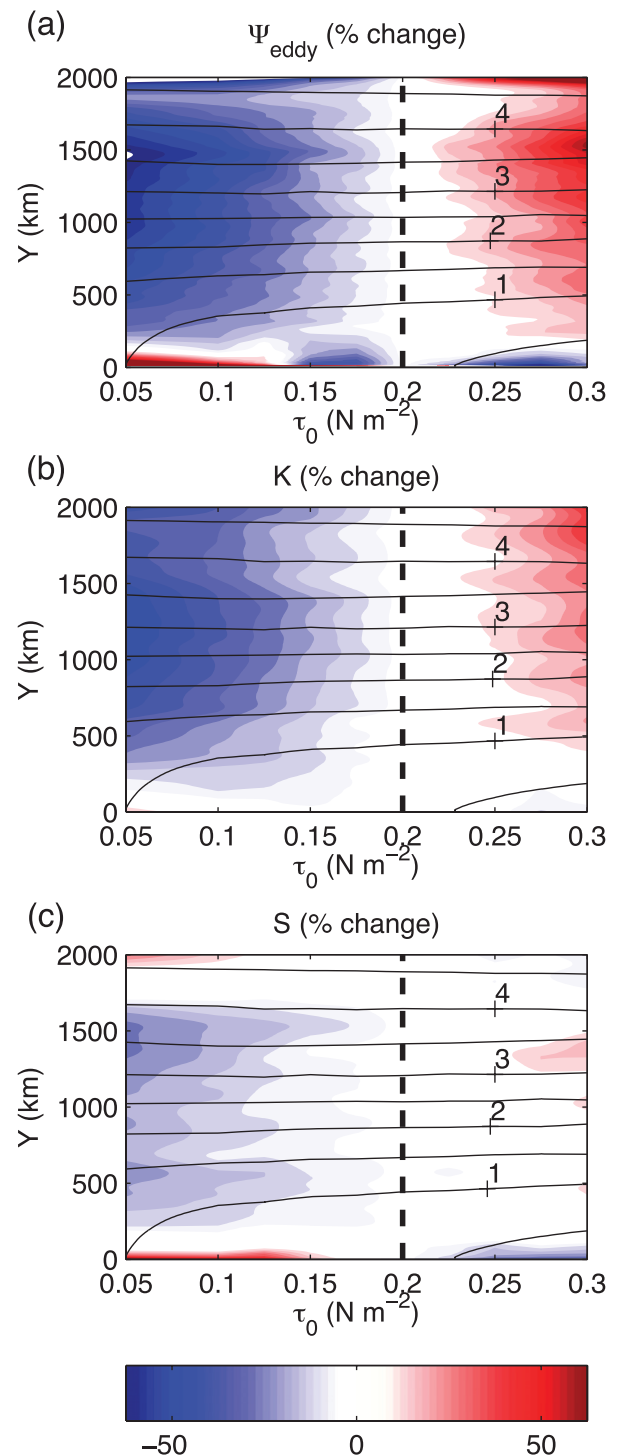 (a)
Ψeddy (% change)
2000
1500
1000
500
0
Y (km)
4
3
2
1
0.05 0.1 0.15 0.2 0.25 0.3
τ0 (N m−2)
(b)
K (% change)
2000
1500
1000
500
0
Y (km)
4
3
2
1
0.05 0.1 0.15 0.2 0.25 0.3
τ0 (N m−2)
(c)
S (% change)
2000
1500
1000
500
0
Y (km)
4
3
2
1
0.05 0.1 0.15 0.2 0.25 0.3
τ0 (N m−2)
−50 0 50